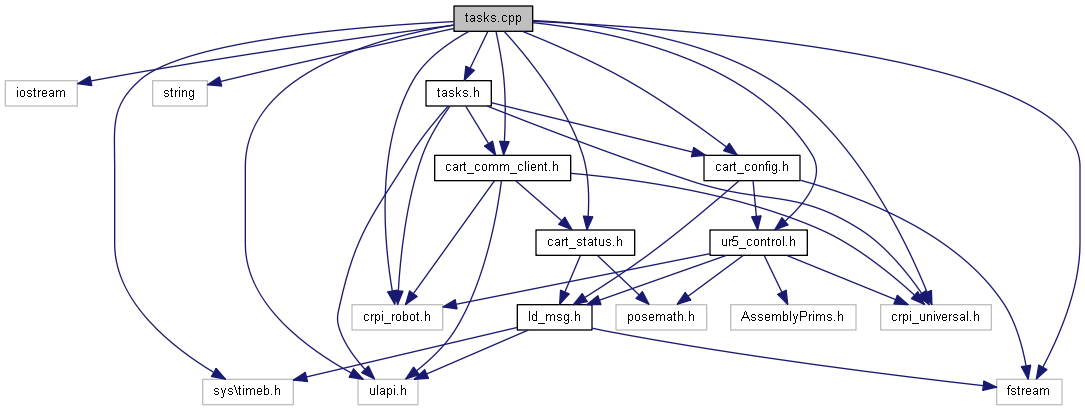 tasks.cpp
iostream
string
tasks.h
cart_comm_client.h
cart_config.h
cart_status.h
ur5_control.h
crpi_robot.h
ld_msg.h
posemath.h
AssemblyPrims.h
crpi_universal.h
sys\timeb.h
ulapi.h
fstream